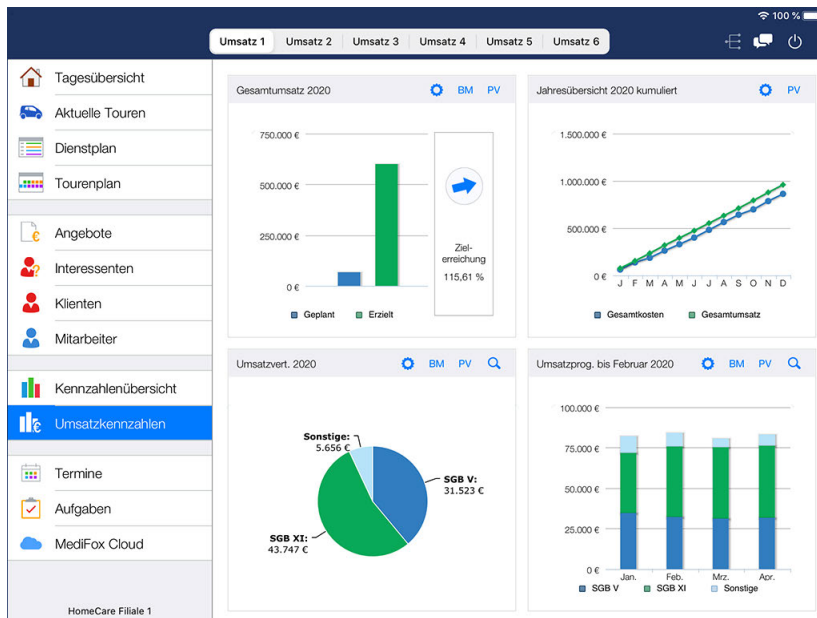 100 %
Umsatz 1 Umsatz 2 Umsatz 3 Umsatz 4 Umsatz 5 Umsatz 6
Tagesübersicht
Aktuelle Touren
Dienstplan
Tourenplan
Angebote
Interessenten
Klienten
Mitarbeiter
Kennzahlenübersicht
Umsatzkennzahlen
Termine
Aufgaben
MediFox Cloud
HomeCare Filiale 1
Gesamtumsatz 2020 BM PV
750.000 €
500.000 €
250.000 €
0 €
Geplant Erzielt
Ziel-
erreichung
115,61 %
Jahresübersicht 2020 kumuliert PV
1.500.000 €
1.000.000 €
500.000 €
0 €
J F M A M J J A S O N D
Gesamtkosten Gesamtumsatz
Umsatzvert. 2020 BM PV
Sonstige:
5.656 €
SGB V:
31.523 €
SGB XI:
43.747 €
Umsatzprog. bis Februar 2020 BM PV
100.000 €
75.000 €
50.000 €
25.000 €
0 €
Jan. Feb. Mrz. Apr.
SGB V SGB XI Sonstige